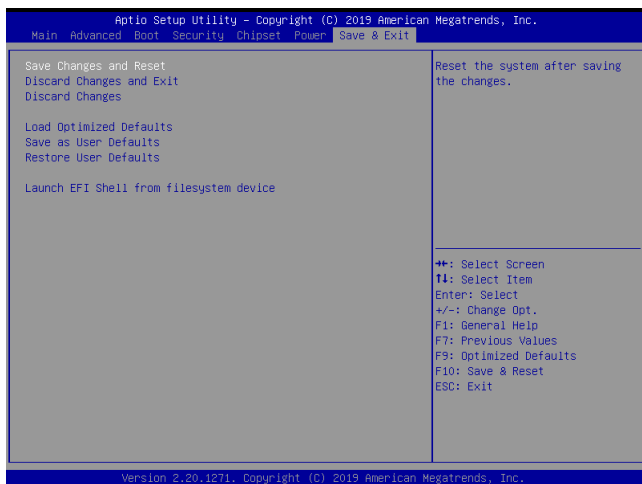 Aptio Setup Utility – Copyright (C) 2019 American Megatrends, Inc.
Main Advanced Boot Security Chipset Power Save & Exit
Save Changes and Reset
Discard Changes and Exit
Discard Changes
Load Optimized Defaults
Save as User Defaults
Restore User Defaults
Launch EFI Shell from filesystem device
Reset the system after saving
the changes.
→←: Select Screen
↑↓: Select Item
Enter: Select
+/-: Change Opt.
F1: General Help
F7: Previous Values
F9: Optimized Defaults
F10: Save & Reset
ESC: Exit
Version 2.20.1271. Copyright (C) 2019 American Megatrends, Inc.